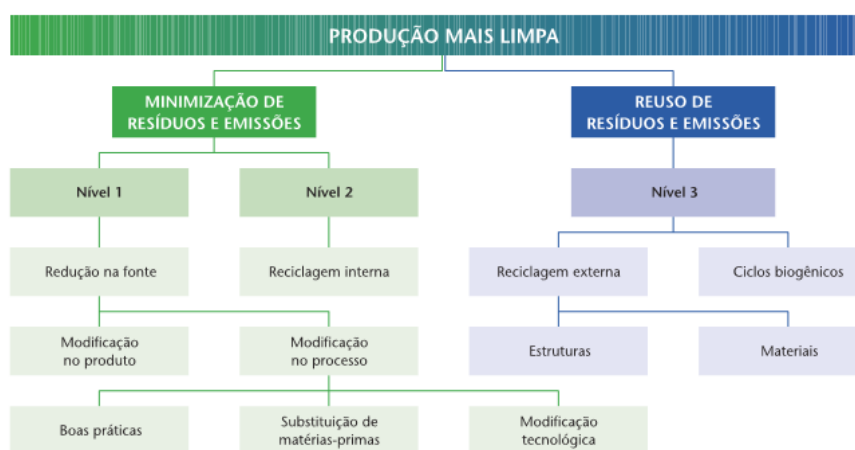 PRODUÇÃO MAIS LIMPA
MINIMIZAÇÃO DE
RESÍDUOS E EMISSÕES
REUSO DE
RESÍDUOS E EMISSÕES
Nível 1
Nível 2
Nível 3
Redução na fonte
Reciclagem interna
Reciclagem externa
Ciclos biogênicos
Modificação
no produto
Modificação
no processo
Estruturas
Materiais
Boas práticas
Substituição de
matérias-primas
Modificação
tecnológica